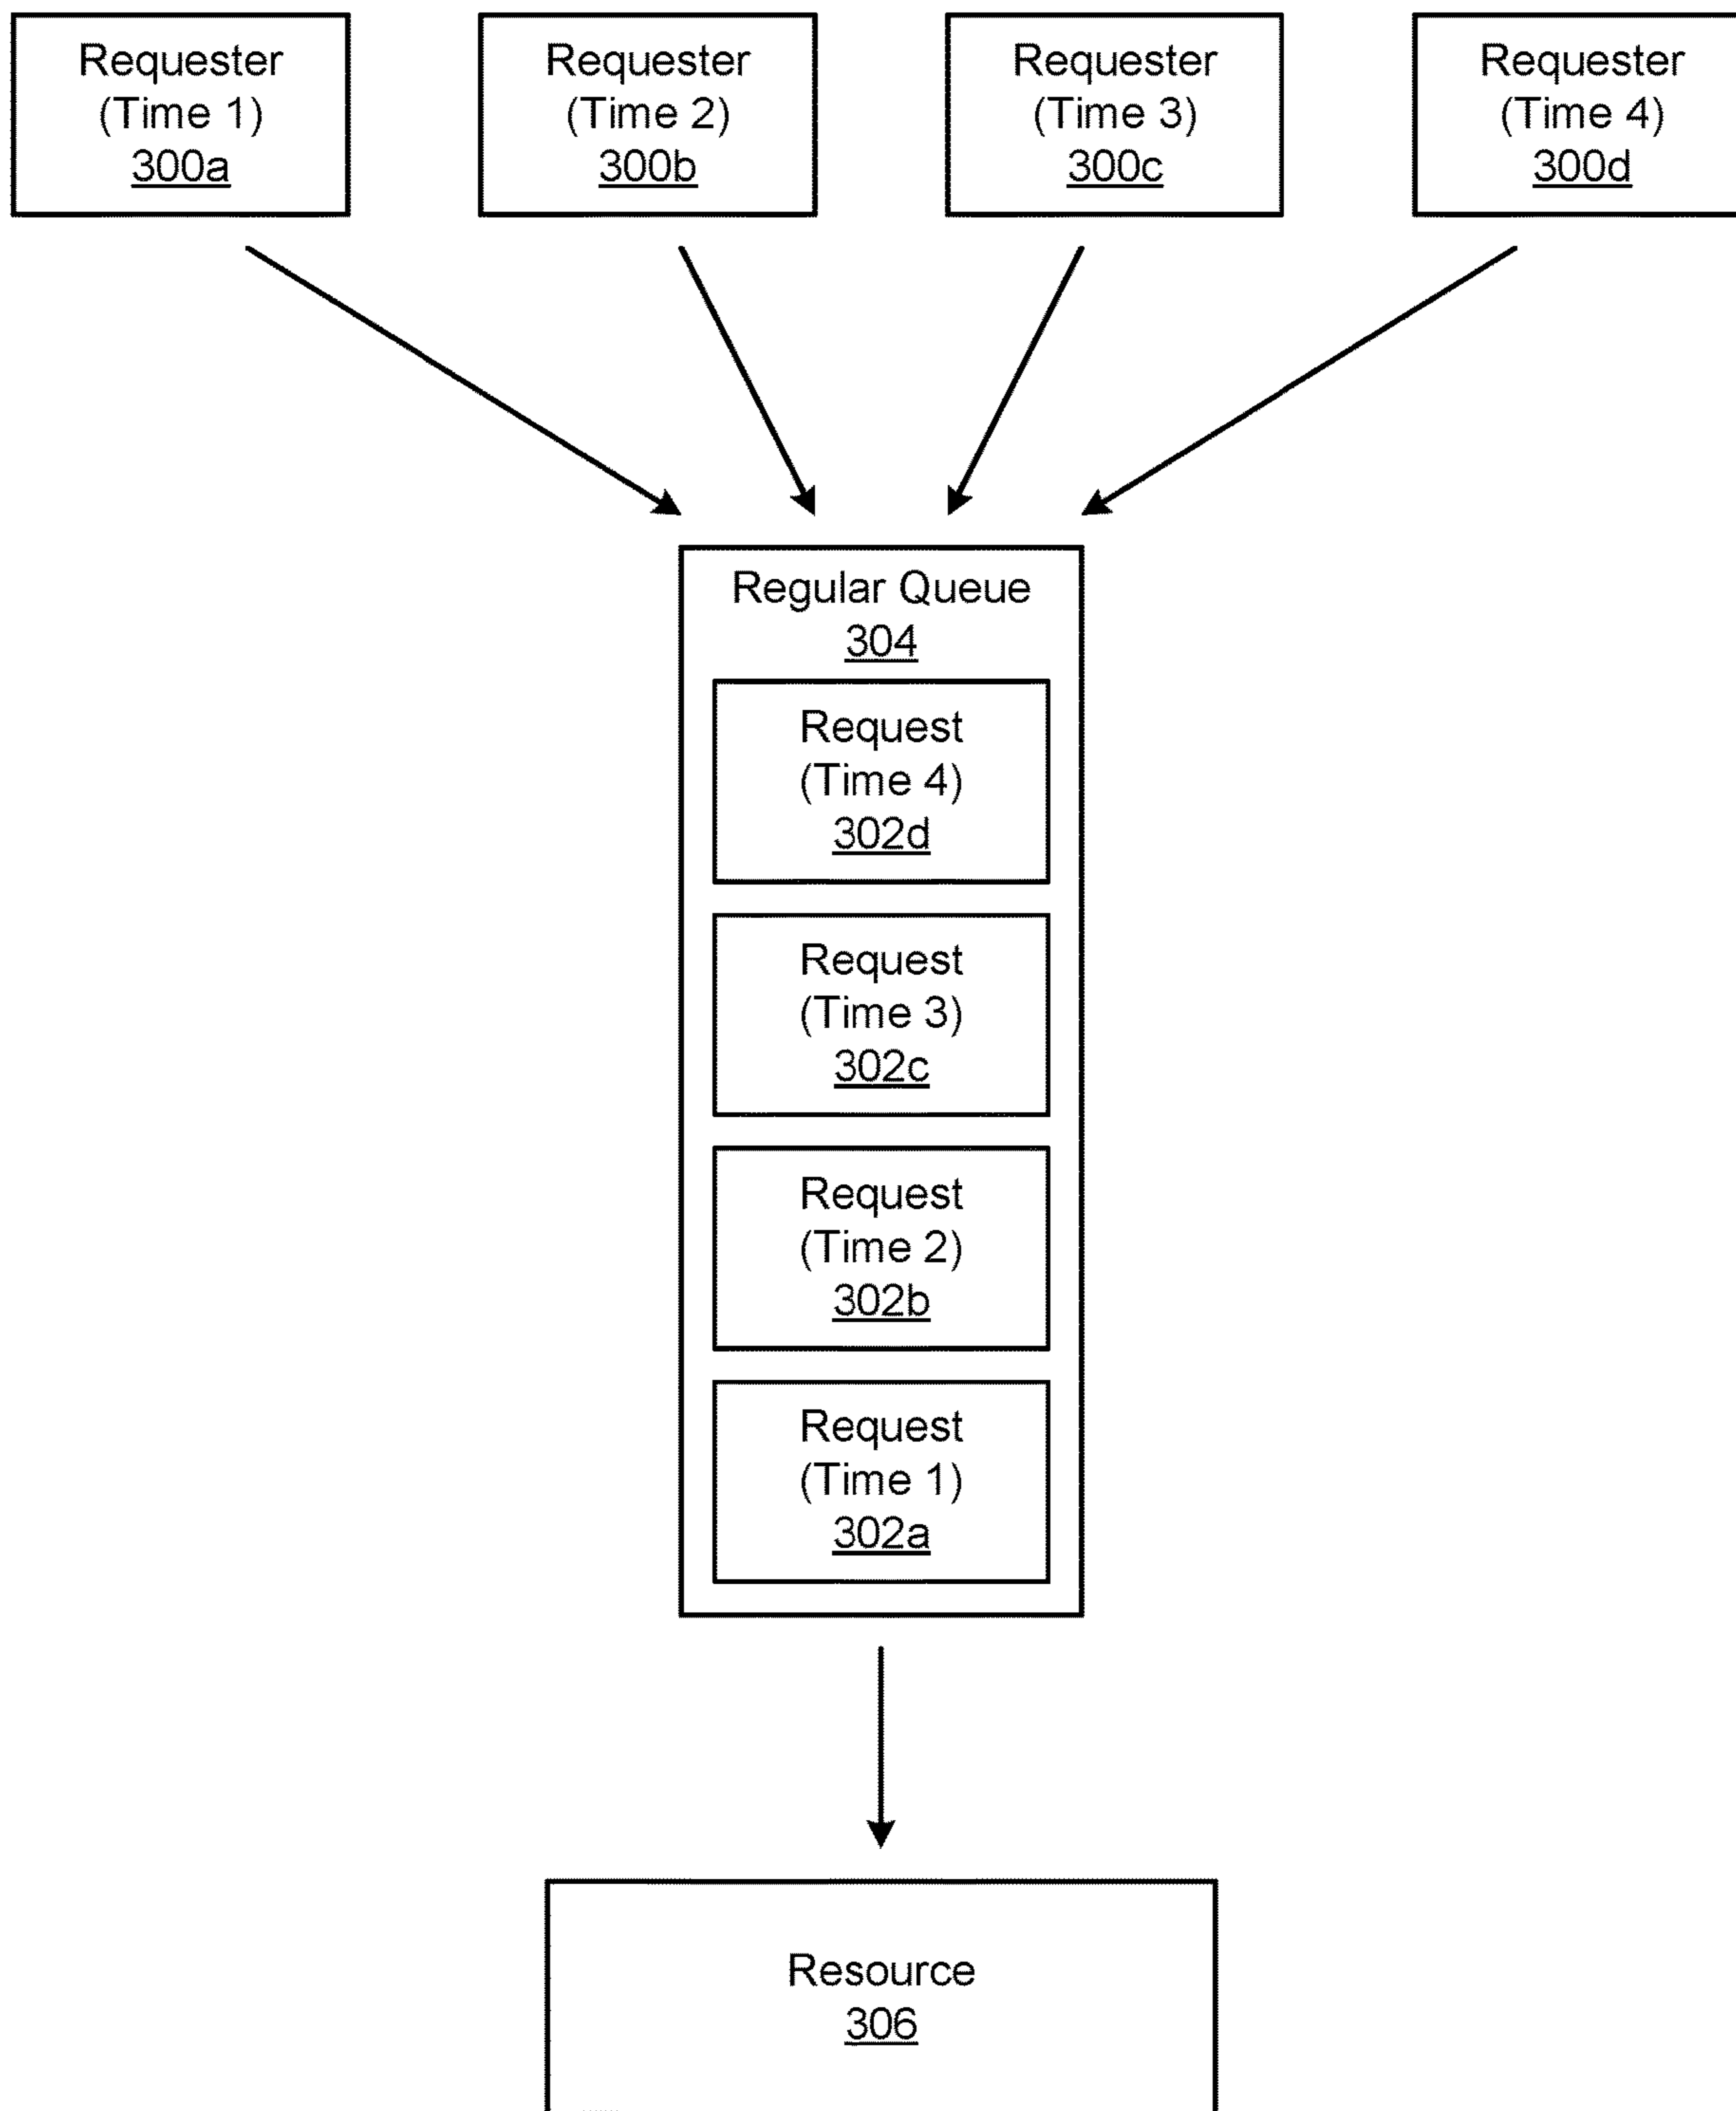 Requester
(Time 1)
300a
Requester
(Time 2)
300b
Requester
(Time 3)
300c
Requester
(Time 4)
300d
Regular Queue
304
Request
(Time 4)
302d
Request
(Time 3)
302c
Request
(Time 2)
302b
Request
(Time 1)
302a
Resource
306